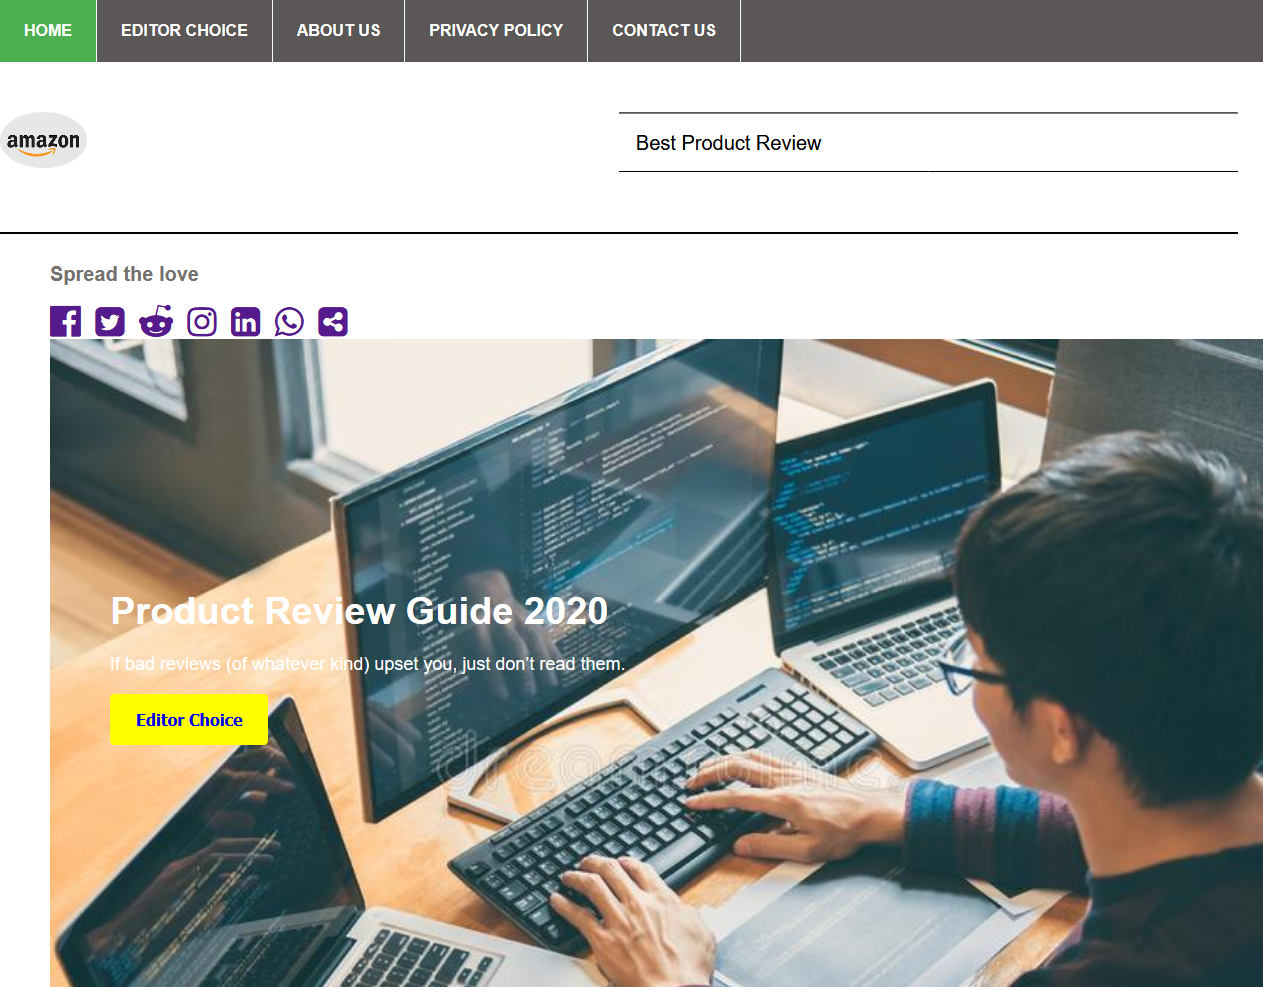 HOME EDITOR CHOICE ABOUT US PRIVACY POLICY CONTACT US
amazon
Best Product Review
Spread the love
Product Review Guide 2020
If bad reviews (of whatever kind) upset you, just don't read them.
Editor Choice
dreamstime.